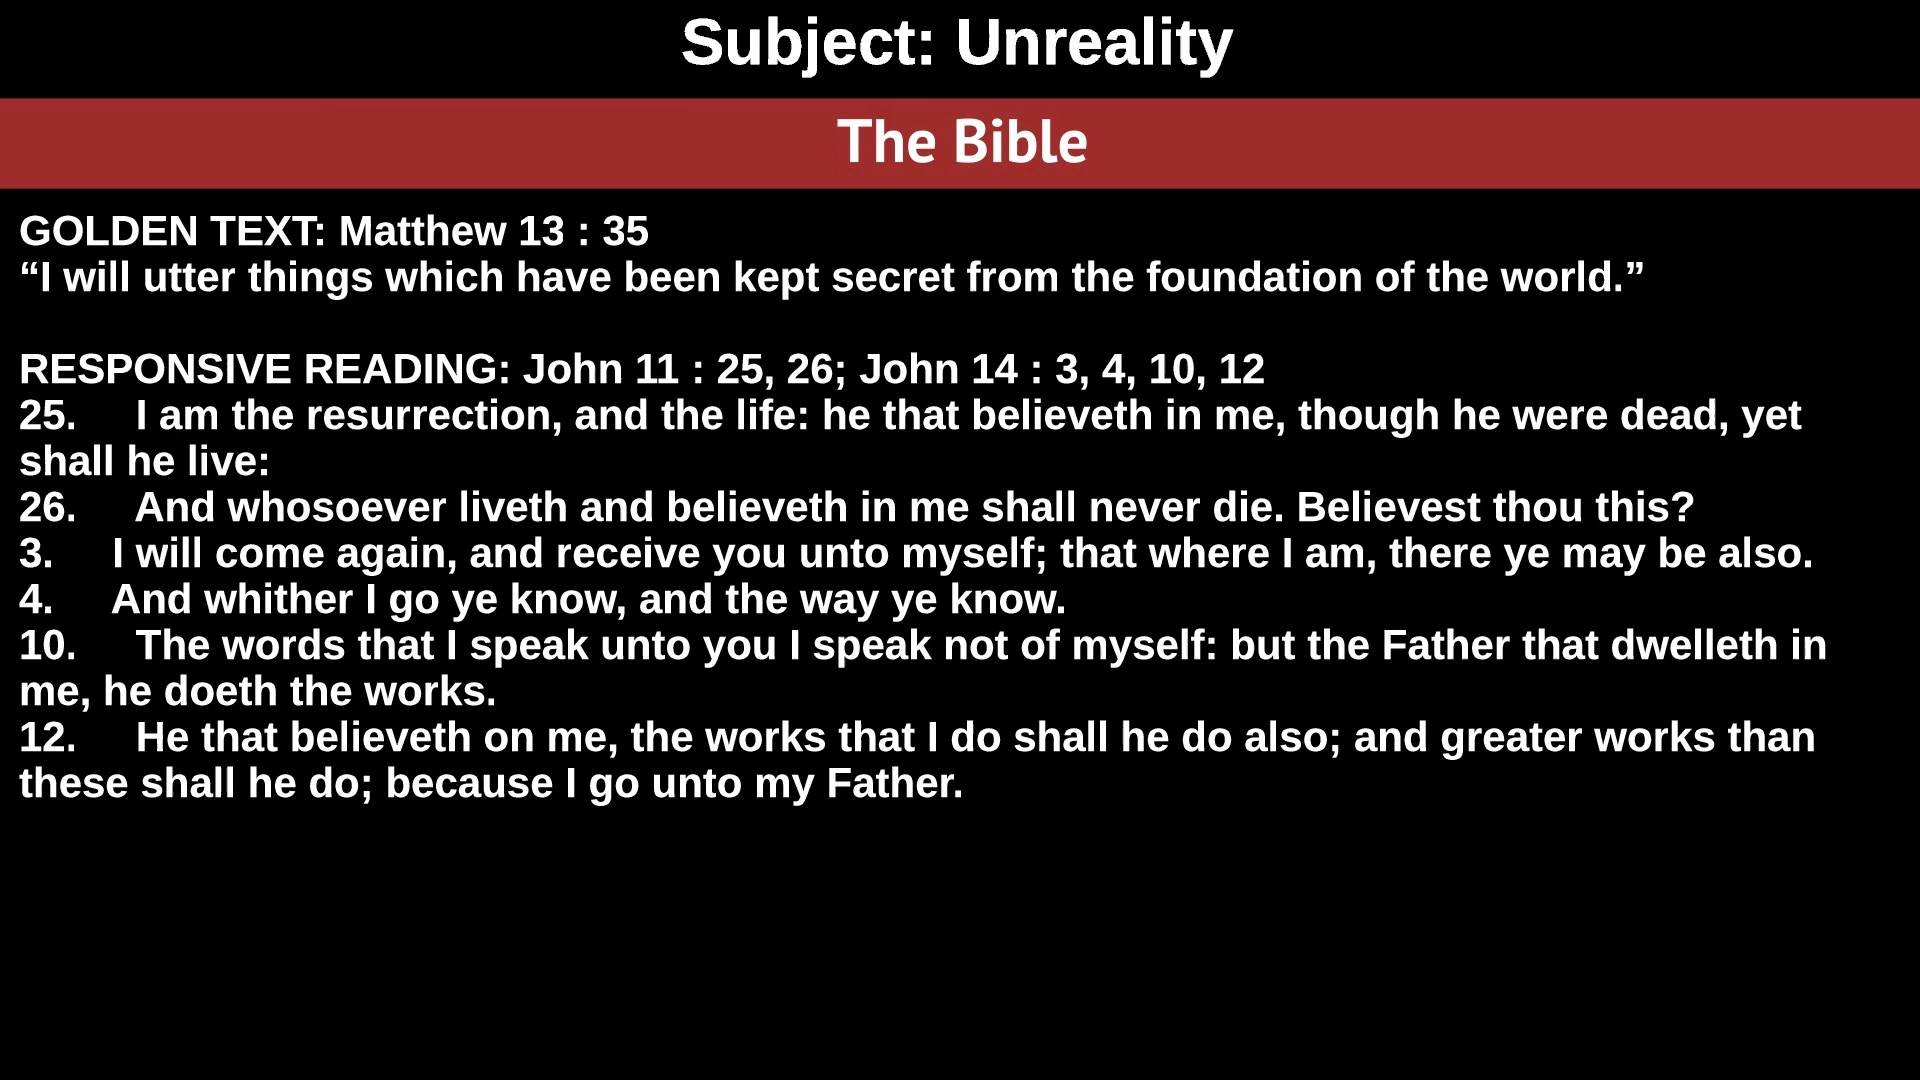 Subject: Unreality
The Bible
GOLDEN TEXT: Matthew 13 : 35
“I will utter things which have been kept secret from the foundation of the world.”
RESPONSIVE READING: John 11 : 25, 26; John 14 : 3, 4, 10, 12
25. I am the resurrection, and the life: he that believeth in me, though he were dead, yet
shall he live:
26. And whosoever liveth and believeth in me shall never die. Believest thou this?
3. I will come again, and receive you unto myself; that where I am, there ye may be also.
4. And whither I go ye know, and the way ye know.
10. The words that I speak unto you I speak not of myself: but the Father that dwelleth in
me, he doeth the works.
12. He that believeth on me, the works that I do shall he do also; and greater works than
these shall he do; because I go unto my Father.